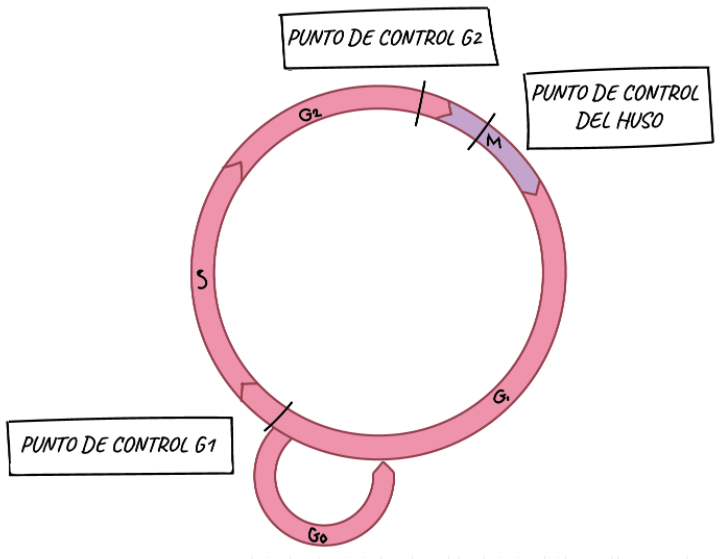 PUNTO DE CONTROL G2
PUNTO DE CONTROL
DEL HUSO
G2
M
S
G1
PUNTO DE CONTROL G1
G0